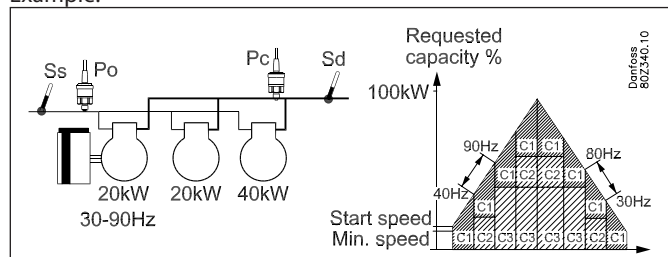 Example:
Ss
Po
Pc
Sd
20kW
20kW
40kW
30-90Hz
Requested
capacity %
100kW
Danfoss
80Z340.10
90Hz
80Hz
40Hz
30Hz
C1 C1
C1 C2 C2 C1
C1 C1
Start speed
Min. speed
C1 C2 C3 C3 C3 C3 C2 C1